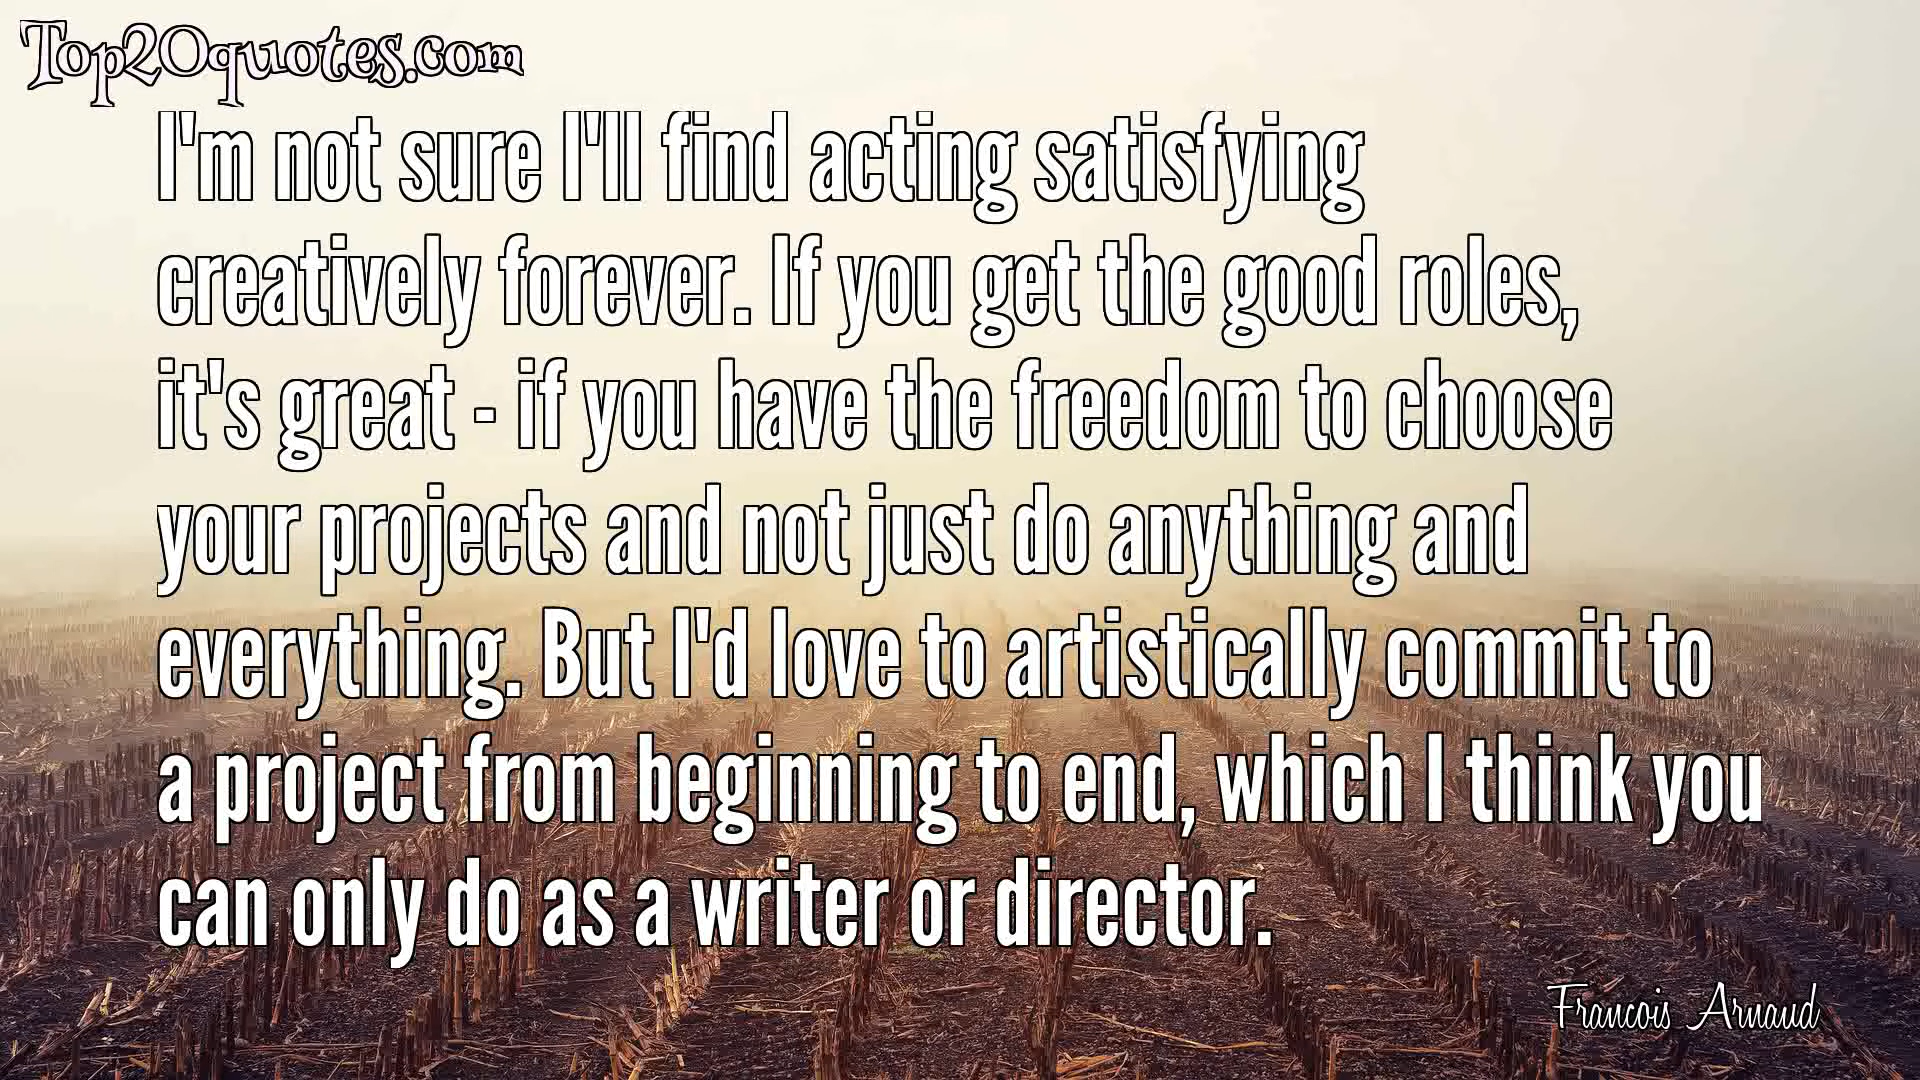 Top20quotes.com
I'm not sure I'll find acting satisfying
creatively forever. If you get the good roles,
it's great - if you have the freedom to choose
your projects and not just do anything and
everything. But I'd love to artistically commit to
a project from beginning to end, which I think you
can only do as a writer or director.
Francois Arnaud